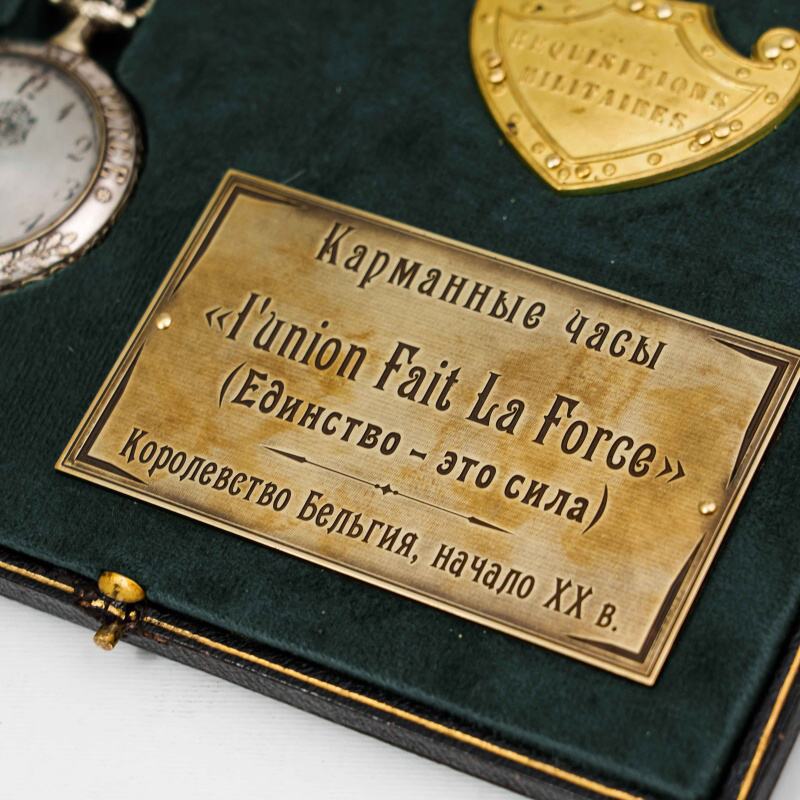 REQUISITIONS
MILITAIRES
Карманные часы
«L'union Fait La Force»
(Единство – это сила)
Королевство Бельгия, начало XX в.